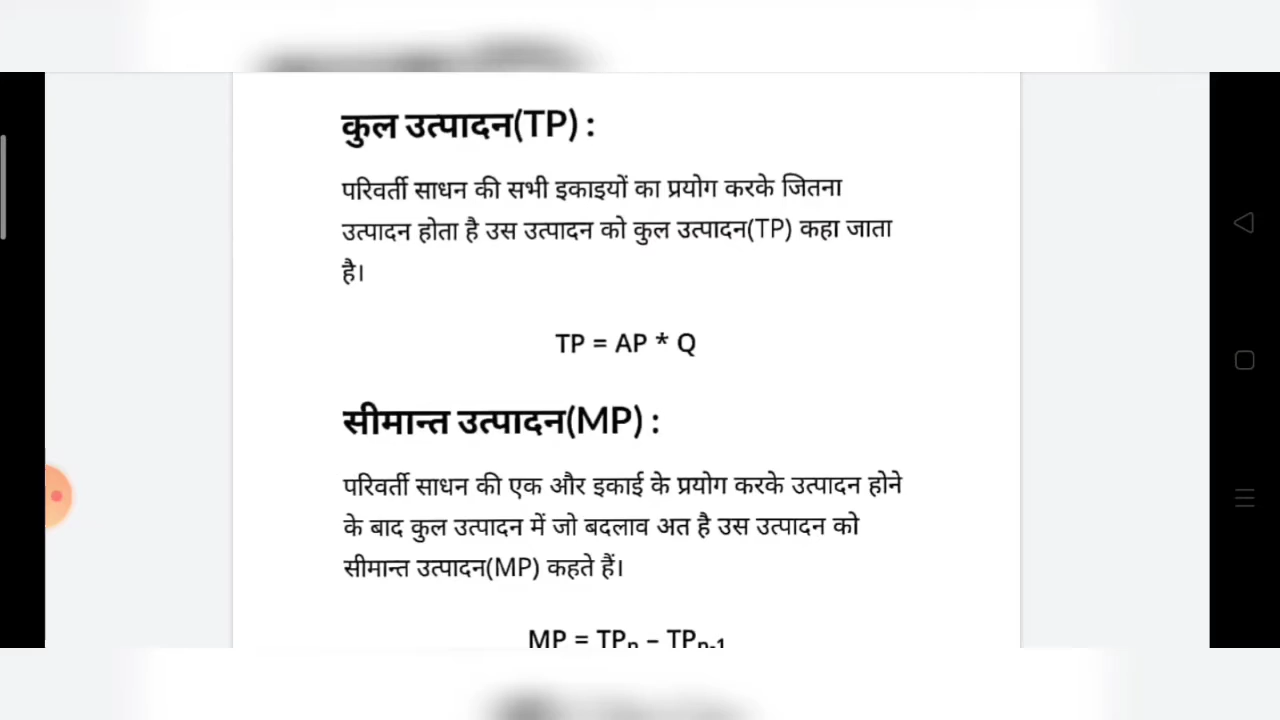 कुल उत्पादन(TP) :
परिवर्ती साधन की सभी इकाइयों का प्रयोग करके जितना
उत्पादन होता है उस उत्पादन को कुल उत्पादन(TP) कहा जाता
है।
TP = AP * Q
सीमान्त उत्पादन(MP) :
परिवर्ती साधन की एक और इकाई के प्रयोग करके उत्पादन होने
के बाद कुल उत्पादन में जो बदलाव अत है उस उत्पादन को
सीमान्त उत्पादन(MP) कहते हैं।
MP = TPₙ – TPₙ₋₁